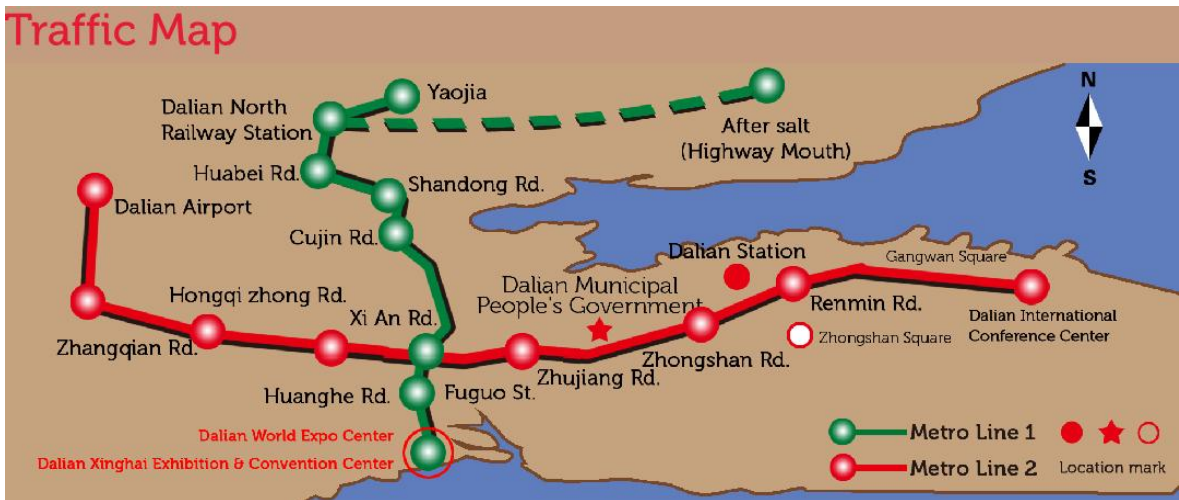 Traffic Map
Yaojia
Dalian North
Railway Station
After salt
(Highway Mouth)
N
S
Huabei Rd.
Shandong Rd.
Dalian Airport
Cujin Rd.
Dalian Station
Gangwan Square
Hongqi zhong Rd.
Dalian Municipal
People's Government
Renmin Rd.
Xi An Rd.
Dalian International
Conference Center
Zhangqian Rd.
Zhongshan Square
Zhongshan Rd.
Zhujiang Rd.
Huanghe Rd.
Fuguo St.
Dalian World Expo Center
Dalian Xinghai Exhibition & Convention Center
Metro Line 1
Metro Line 2
Location mark